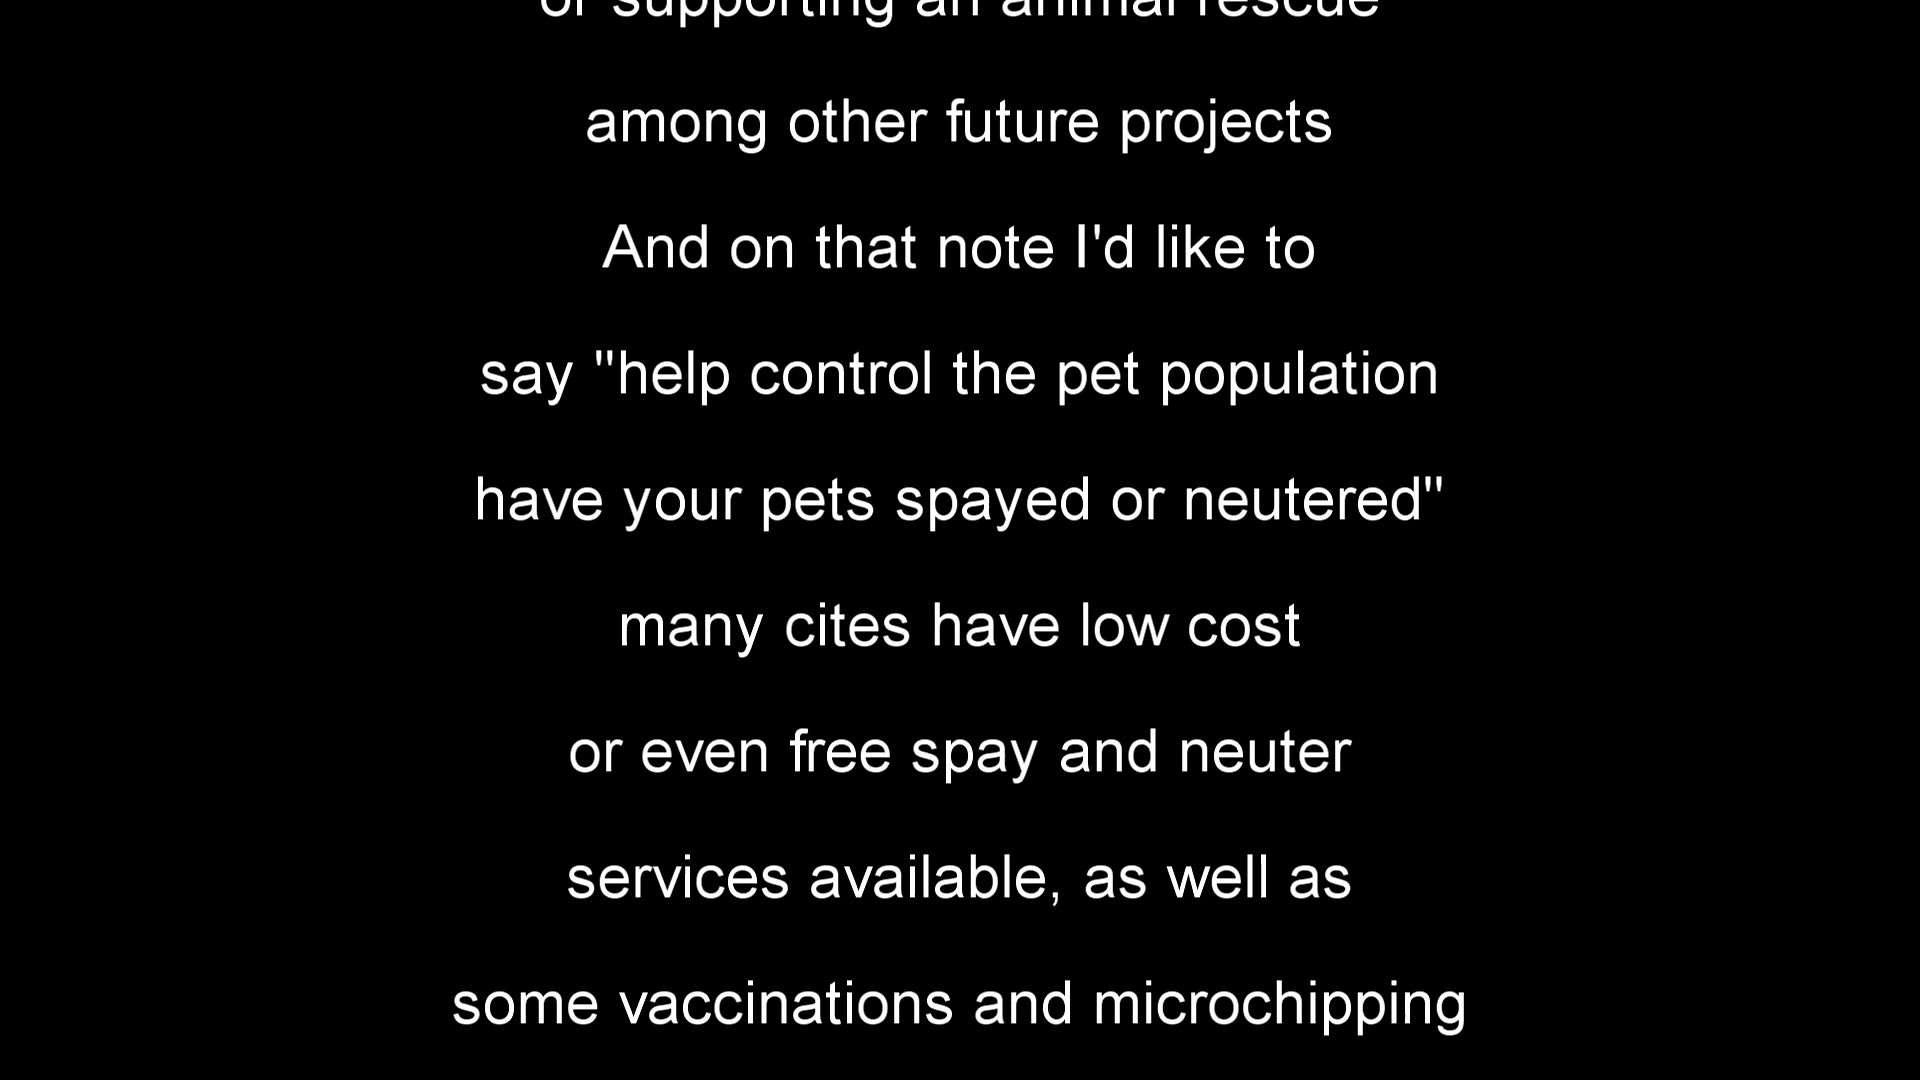 or supporting an animal rescue
among other future projects
And on that note I'd like to
say "help control the pet population
have your pets spayed or neutered"
many cites have low cost
or even free spay and neuter
services available, as well as
some vaccinations and microchipping